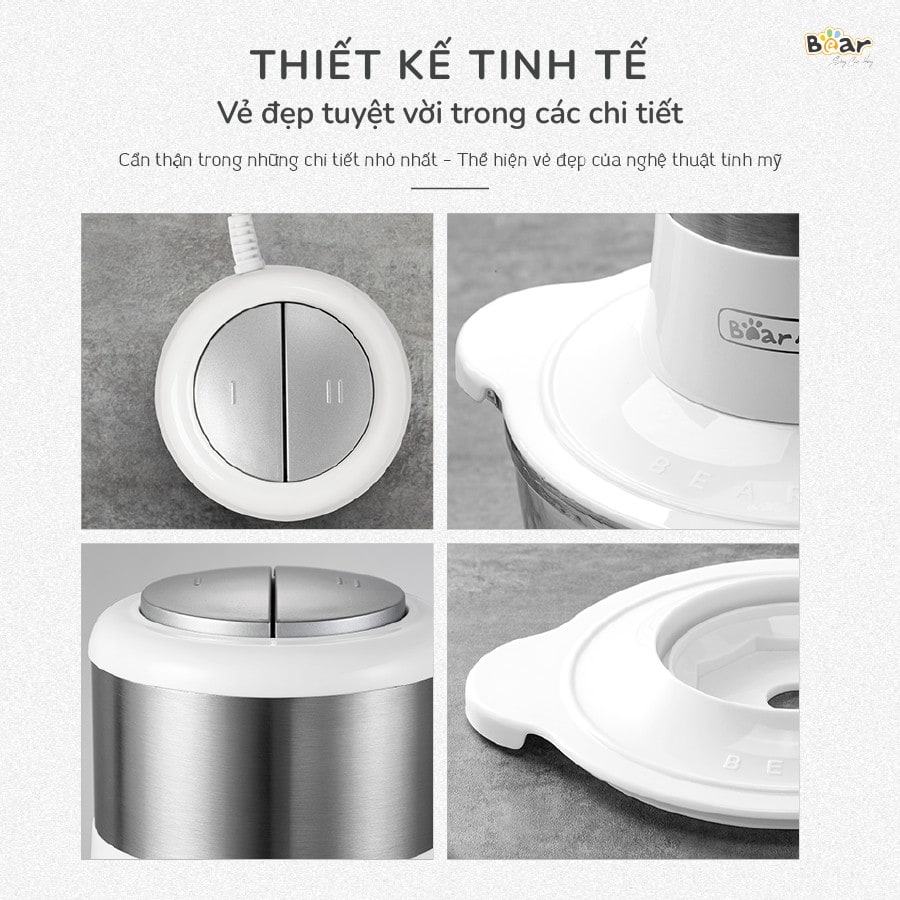 Bear
THIẾT KẾ TINH TẾ
Vẻ đẹp tuyệt vời trong các chi tiết
Cẩn thận trong những chi tiết nhỏ nhất - Thể hiện vẻ đẹp của nghệ thuật tinh mỹ
I II
Bear
BEAR
I II
BE